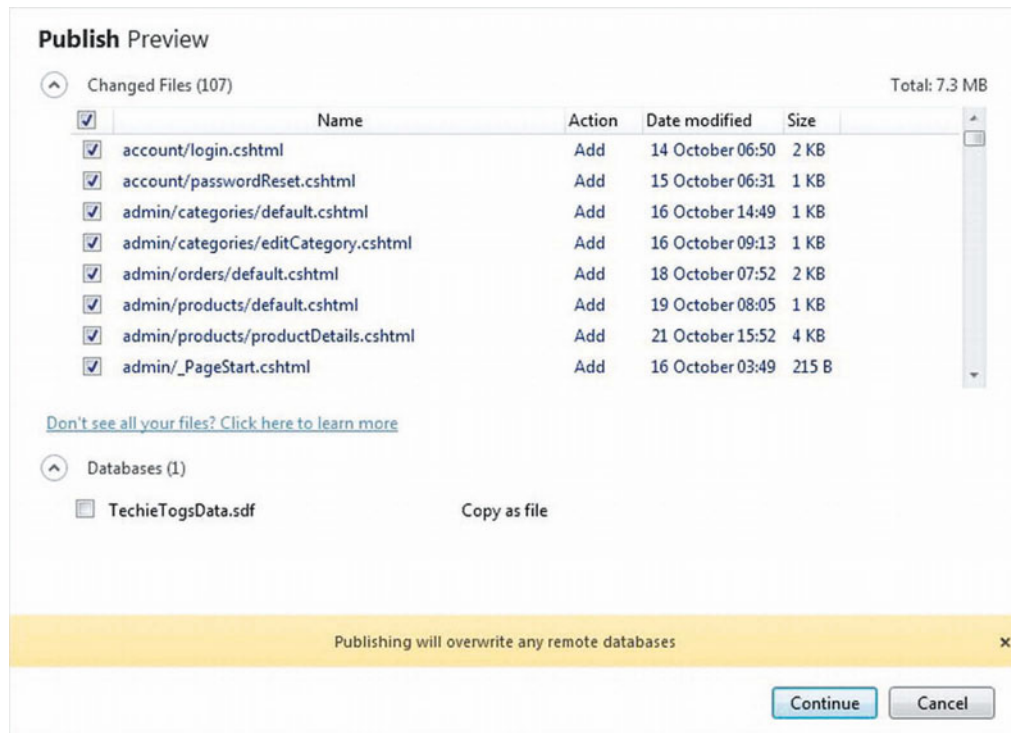 Publish Preview
Changed Files (107) Total: 7.3 MB
Name Action Date modified Size
account/login.cshtml Add 14 October 06:50 2 KB
account/passwordReset.cshtml Add 15 October 06:31 1 KB
admin/categories/default.cshtml Add 16 October 14:49 1 KB
admin/categories/editCategory.cshtml Add 16 October 09:13 1 KB
admin/orders/default.cshtml Add 18 October 07:52 2 KB
admin/products/default.cshtml Add 19 October 08:05 1 KB
admin/products/productDetails.cshtml Add 21 October 15:52 4 KB
admin/_PageStart.cshtml Add 16 October 03:49 215 B
Don't see all your files? Click here to learn more
Databases (1)
TechieTogsData.sdf Copy as file
Publishing will overwrite any remote databases
Continue Cancel